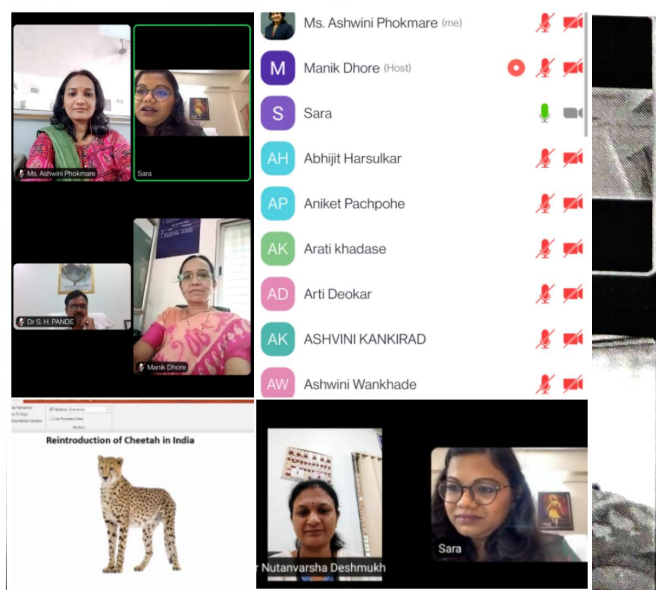 Ms. Ashwini Phokmare
Sara
Dr S. H. PANDE
Manik Dhore
Ms. Ashwini Phokmare (me)
M Manik Dhore (Host)
S Sara
AH Abhijit Harsulkar
AP Aniket Pachpohe
AK Arati khadase
AD Arti Deokar
AK ASHVINI KANKIRAD
AW Ashwini Wankhade
Reintroduction of Cheetah in India
r Nutanvarsha Deshmukh
Sara